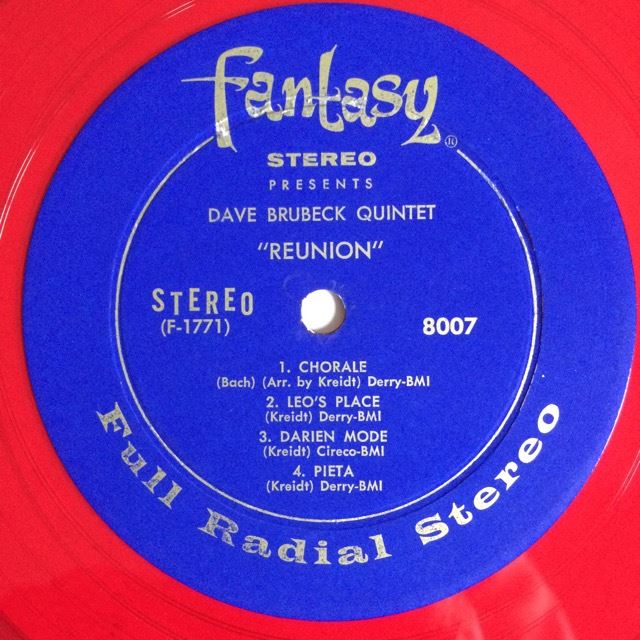 Fantasy®
STEREO
PRESENTS
DAVE BRUBECK QUINTET
"REUNION"
STEREO
(F-1771)
8007
1. CHORALE
(Bach) (Arr. by Kreidt) Derry-BMI
2. LEO'S PLACE
(Kreidt) Derry-BMI
3. DARIEN MODE
(Kreidt) Cireco-BMI
4. PIETA
(Kreidt) Derry-BMI
Full Radial Stereo